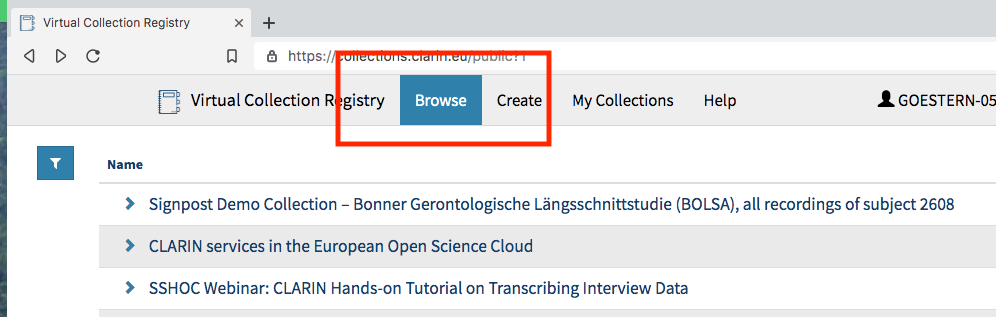 Virtual Collection Registry
https://collections.clarin.eu/public?1
Virtual Collection Registry Browse Create My Collections Help GOESTERN-05
Name
Signpost Demo Collection – Bonner Gerontologische Längsschnittstudie (BOLSA), all recordings of subject 2608
CLARIN services in the European Open Science Cloud
SSHOC Webinar: CLARIN Hands-on Tutorial on Transcribing Interview Data